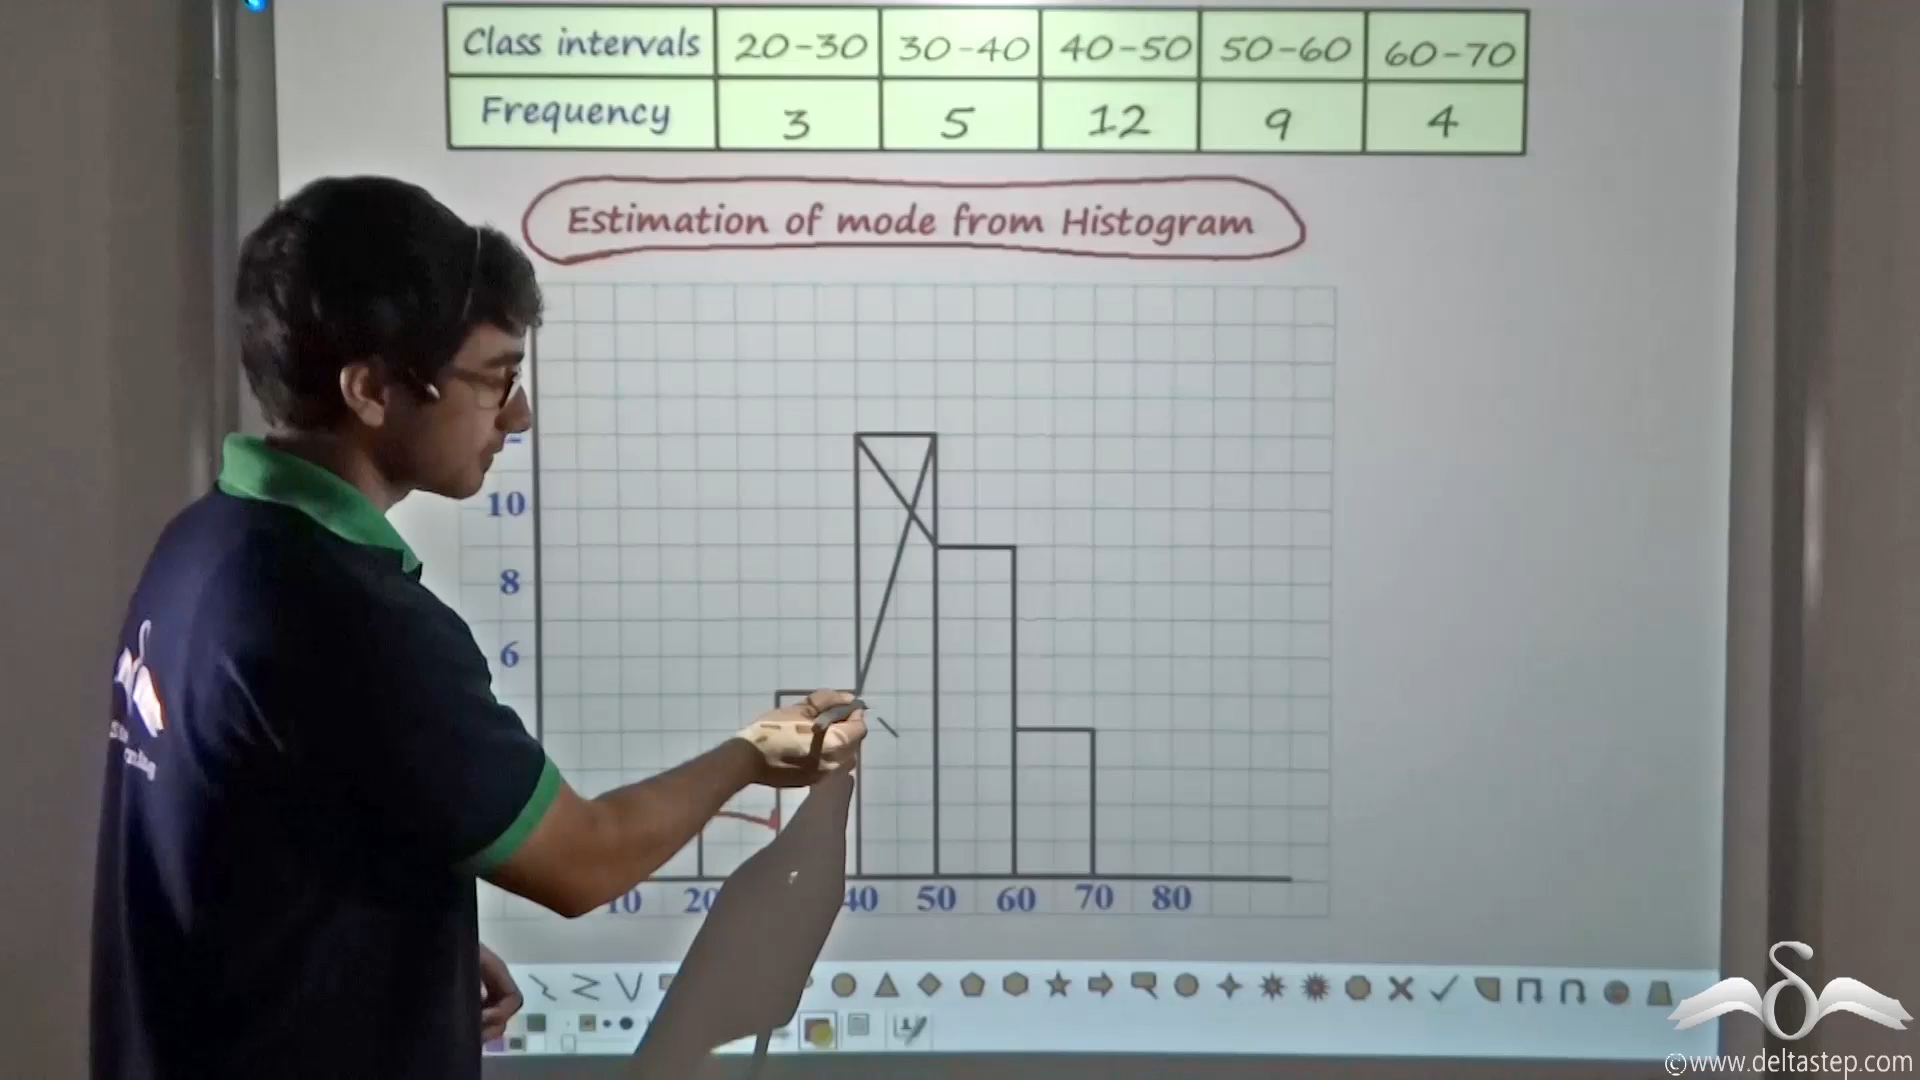 Class intervals 20-30 30-40 40-50 50-60 60-70
Frequency 3 5 12 9 4
Estimation of mode from Histogram
10
8
6
10 20 40 50 60 70 80
©www.deltastep.com